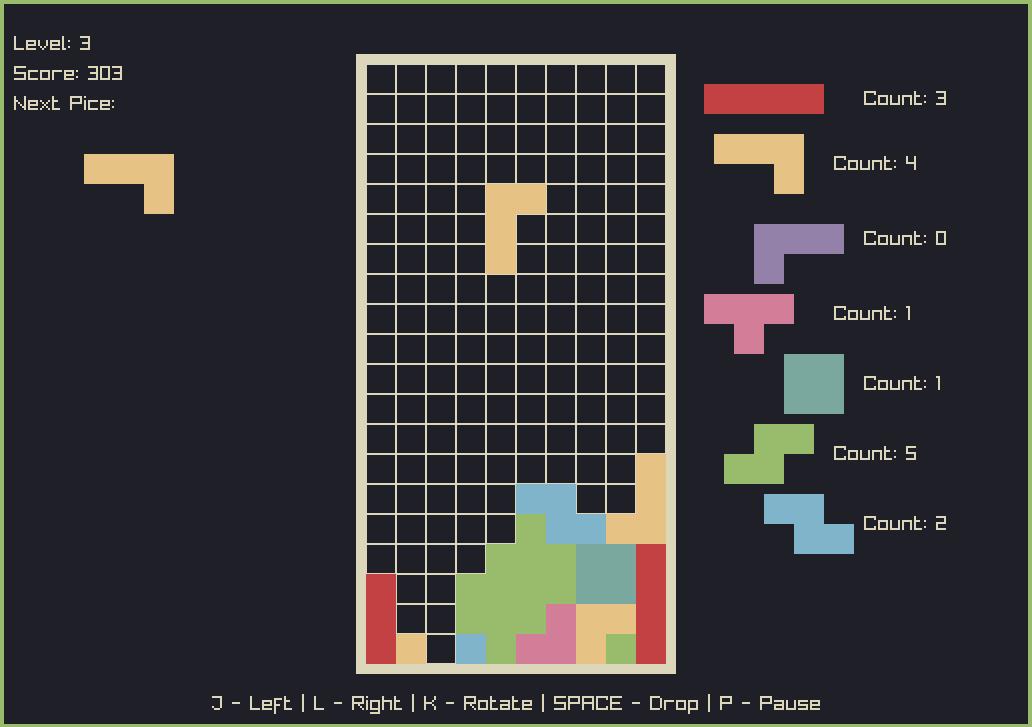 Level: 3
Score: 303
Next Pice:
Count: 3
Count: 4
Count: 0
Count: 1
Count: 1
Count: 5
Count: 2
J - Left | L - Right | K - Rotate | SPACE - Drop | P - Pause